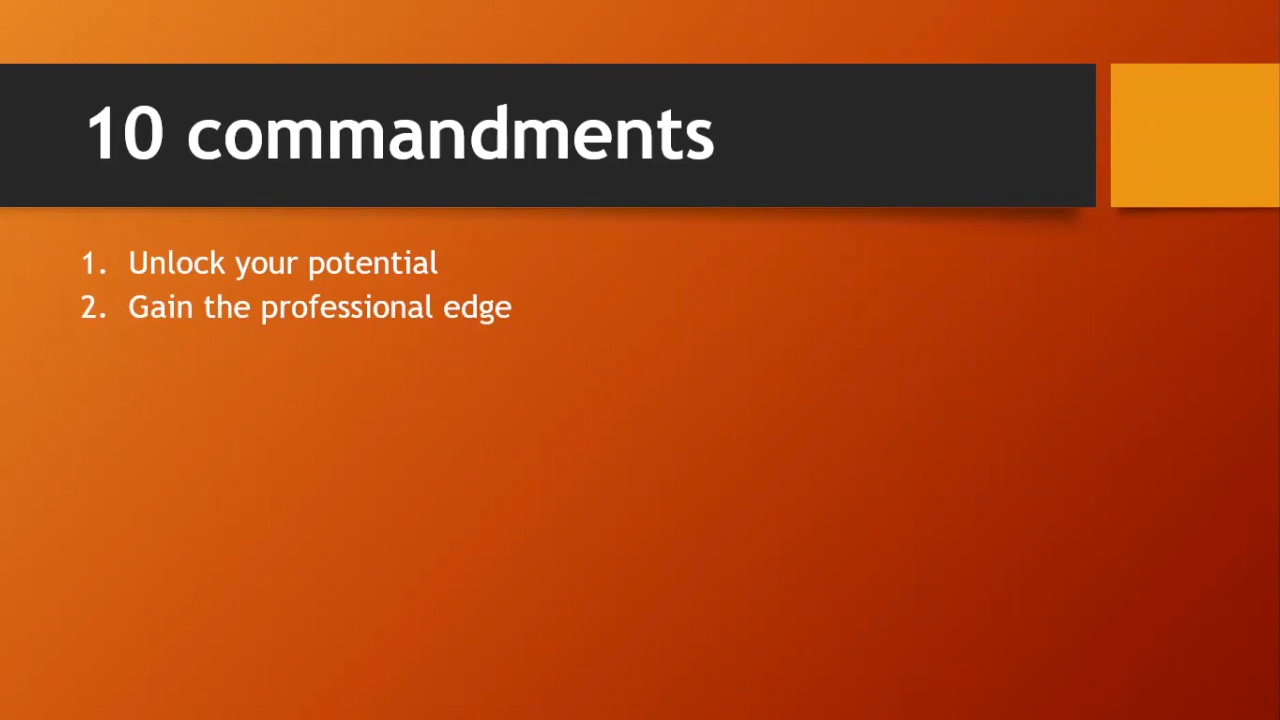 10 commandments
1. Unlock your potential
2. Gain the professional edge